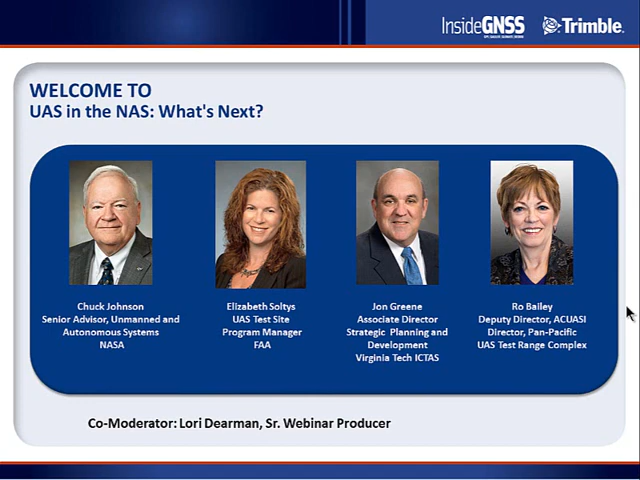 InsideGNSS
Trimble.
WELCOME TO
UAS in the NAS: What's Next?
Chuck Johnson
Senior Advisor, Unmanned and
Autonomous Systems
NASA
Elizabeth Soltys
UAS Test Site
Program Manager
FAA
Jon Greene
Associate Director
Strategic Planning and
Development
Virginia Tech ICTAS
Ro Bailey
Deputy Director, ACUASI
Director, Pan-Pacific
UAS Test Range Complex
Co-Moderator: Lori Dearman, Sr. Webinar Producer